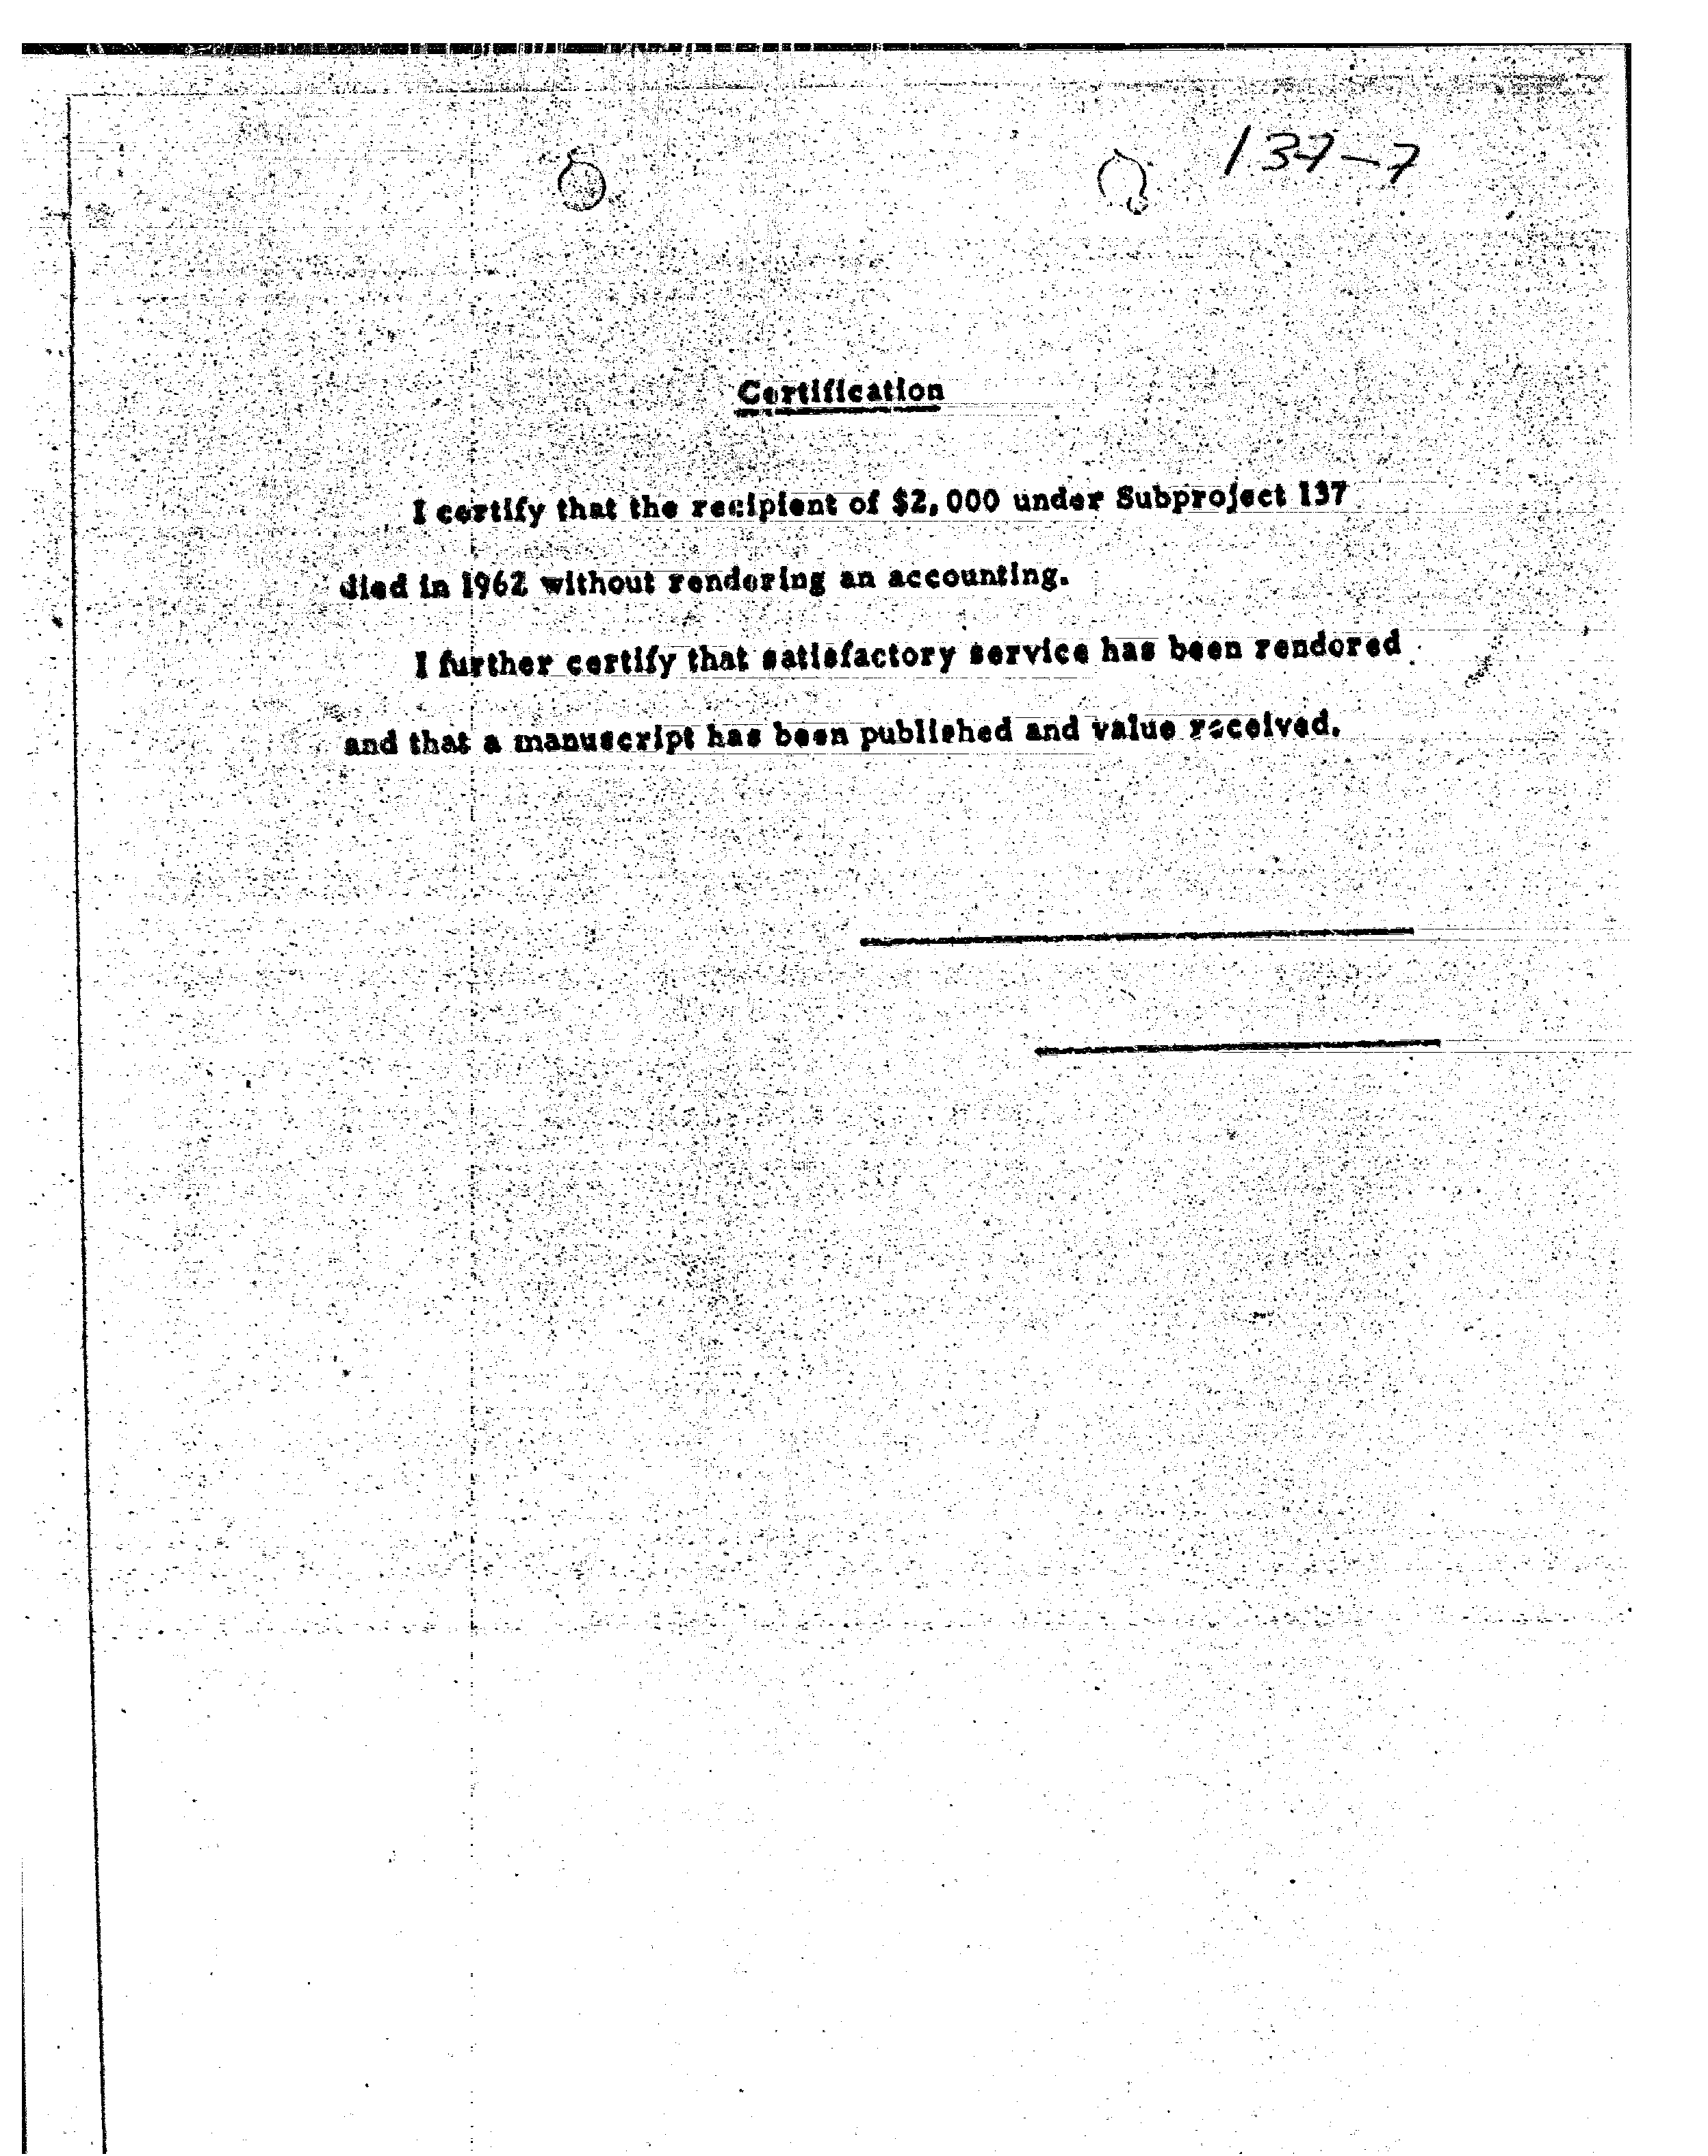 137-7
Certification
I certify that the recipient of $2,000 under Subproject 137
died in 1962 without rendering an accounting.
I further certify that satisfactory service has been rendered
and that a manuscript has been published and value received.